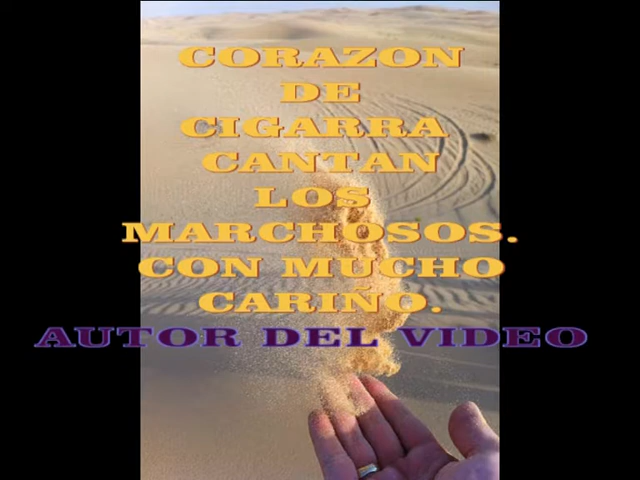 CORAZON
DE
CIGARRA
CANTAN
LOS
MARCHOSOS.
CON MUCHO
CARIÑO.
AUTOR DEL VIDEO